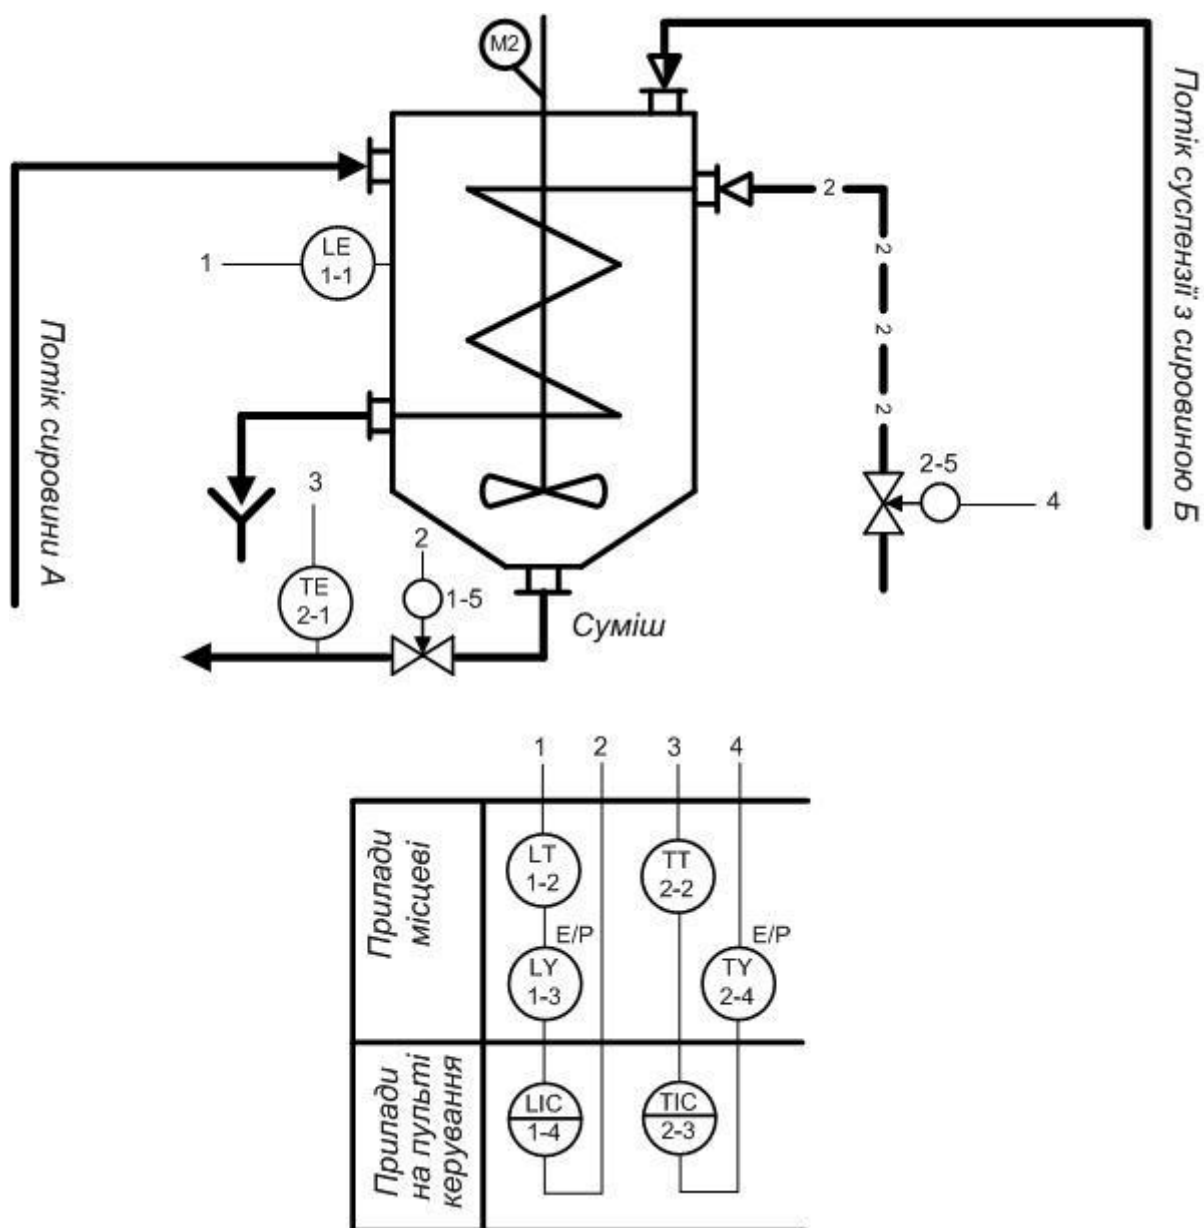 M2
Потік суспензії з сировиною Б
2
LE
1-1
1
2
Потік сировини А
2
2
2-5
4
3
2
TE
2-1
1-5
Суміш
1
2
3
4
Прилади
місцеві
LT
1-2
TT
2-2
E/P
LY
1-3
E/P
TY
2-4
Прилади
на пульті
керування
LIC
1-4
TIC
2-3